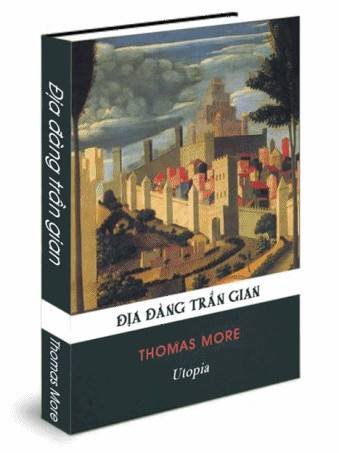 Địa đàng trần gian
Thomas More
ĐỊA ĐÀNG TRẦN GIAN
THOMAS MORE
Utopia